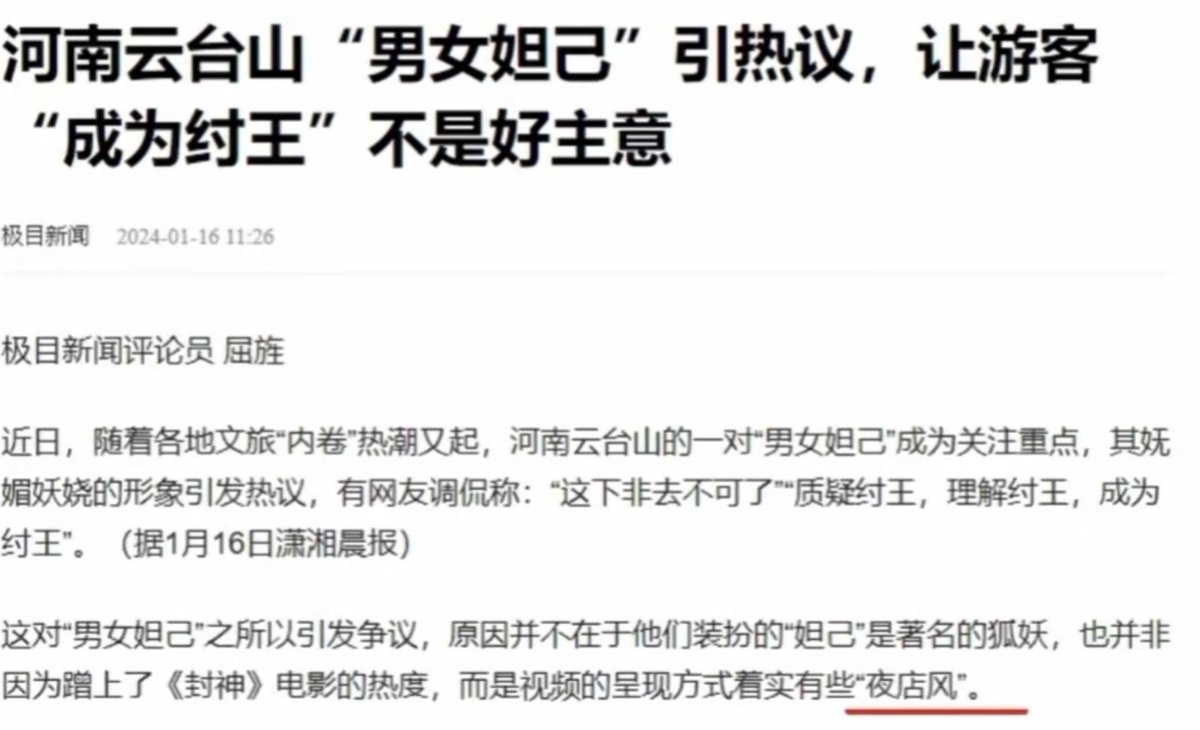 河南云台山“男女妲己”引热议，让游客
“成为纣王”不是好主意
极目新闻 2024-01-16 11:26
极目新闻评论员 屈旌
近日，随着各地文旅“内卷”热潮又起，河南云台山的一对“男女妲己”成为关注重点，其妩
媚妖娆的形象引发热议，有网友调侃称：“这下非去不可了”“质疑纣王，理解纣王，成为
纣王”。（据1月16日潇湘晨报）
这对“男女妲己”之所以引发争议，原因并不在于他们装扮的“妲己”是著名的狐妖，也并非
因为蹭上了《封神》电影的热度，而是视频的呈现方式着实有些“夜店风”。